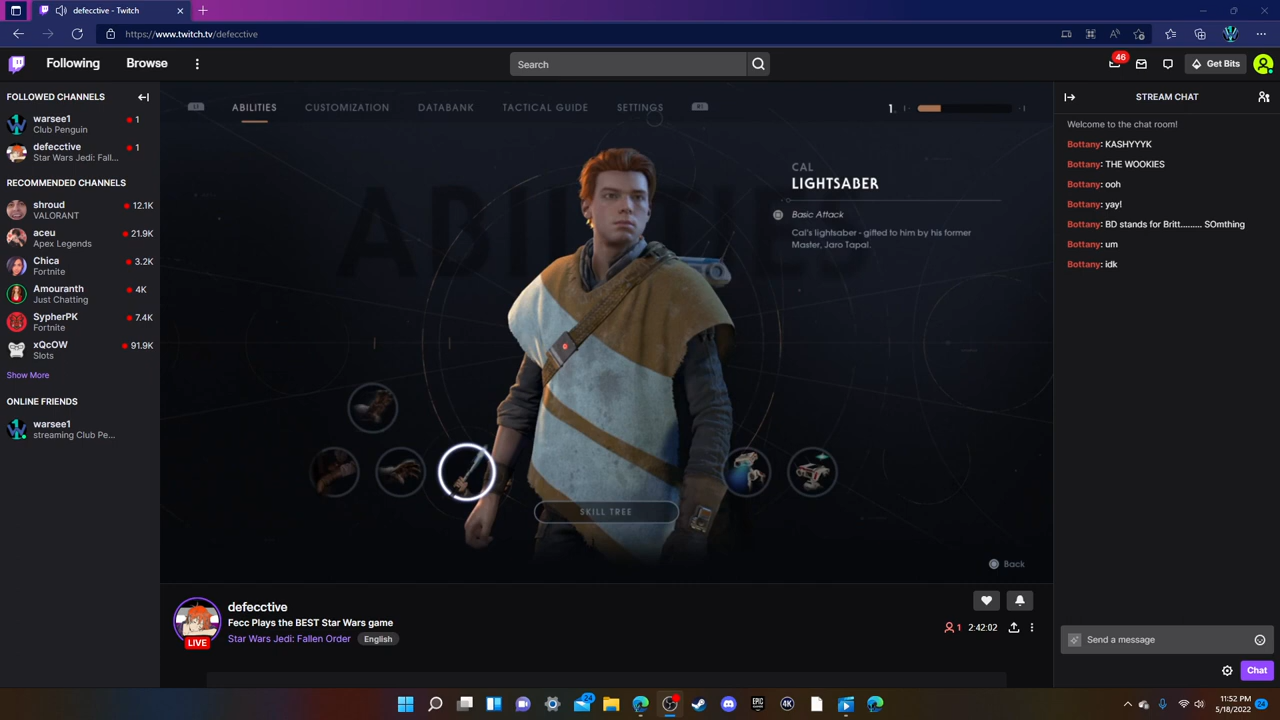 defecctive - Twitch
https://www.twitch.tv/defecctive
Following
Browse
Search
46
Get Bits
FOLLOWED CHANNELS
warsee1
Club Penguin
1
defecctive
Star Wars Jedi: Fall...
1
RECOMMENDED CHANNELS
shroud
VALORANT
12.1K
aceu
Apex Legends
21.9K
Chica
Fortnite
3.2K
Amouranth
Just Chatting
4K
SypherPK
Fortnite
7.4K
xQcOW
Slots
91.9K
Show More
ONLINE FRIENDS
warsee1
streaming Club Pe...
ABILITIES
CUSTOMIZATION
DATABANK
TACTICAL GUIDE
SETTINGS
1
ABILITIES
CAL
LIGHTSABER
Basic Attack
Cal's lightsaber - gifted to him by his former
Master, Jaro Tapal.
SKILL TREE
Back
LIVE
defecctive
Fecc Plays the BEST Star Wars game
Star Wars Jedi: Fallen Order
English
1
2:42:02
STREAM CHAT
Welcome to the chat room!
Bottany: KASHYYYK
Bottany: THE WOOKIES
Bottany: ooh
Bottany: yay!
Bottany: BD stands for Britt......... SOmthing
Bottany: um
Bottany: idk
Send a message
Chat
24
EPIC
4K
11:52 PM
5/18/2022
24